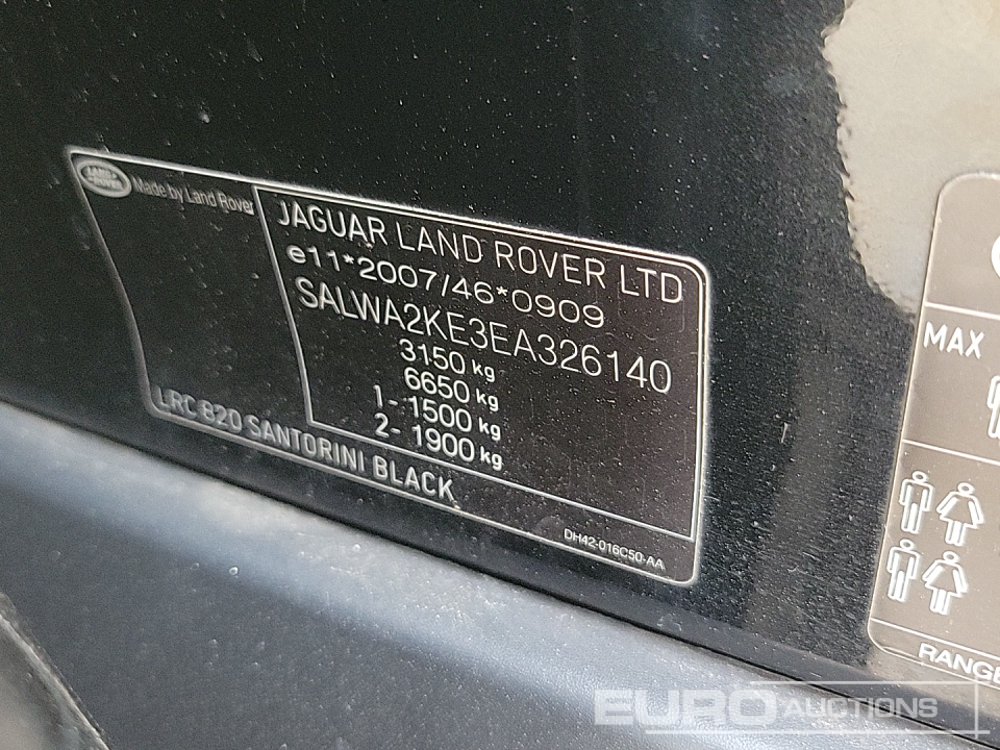 LAND ROVER
Made by Land Rover
JAGUAR LAND ROVER LTD
e11*2007/46*0909
SALWA2KE3EA326140
3150 kg
6650 kg
1- 1500 kg
2- 1900 kg
LRC 820 SANTORINI BLACK
DH42-016C50-AA
MAX
RANGE
EURO AUCTIONS